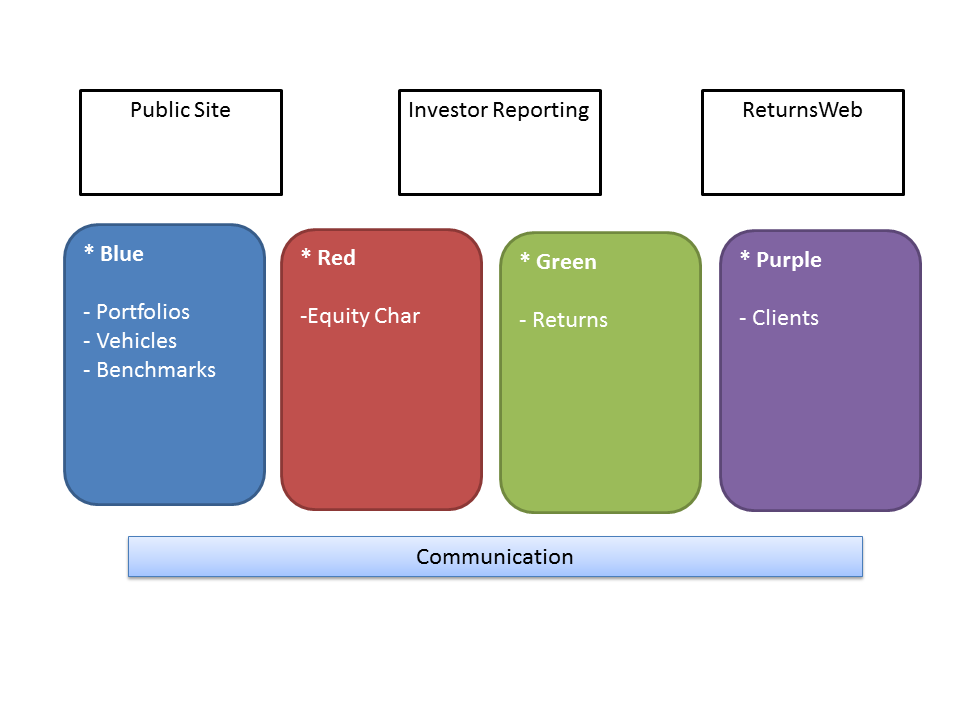 Public Site
Investor Reporting
ReturnsWeb
* Blue
- Portfolios
- Vehicles
- Benchmarks
* Red
-Equity Char
* Green
- Returns
* Purple
- Clients
Communication